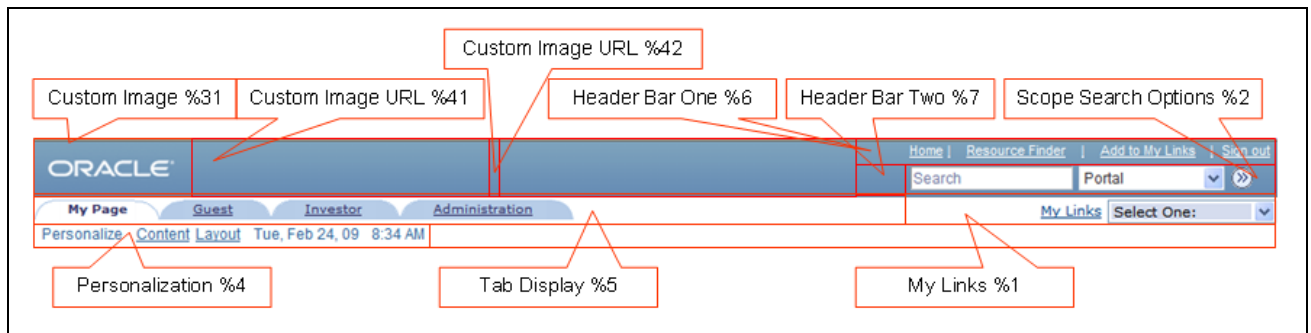 Custom Image URL %42
Custom Image %31
Custom Image URL %41
Header Bar One %6
Header Bar Two %7
Scope Search Options %2
Home | Resource Finder | Add to My Links | Sign out
ORACLE
Search Portal
My Page Guest Investor Administration
My Links Select One:
Personalize Content Layout Tue, Feb 24, 09 8:34 AM
Personalization %4
Tab Display %5
My Links %1